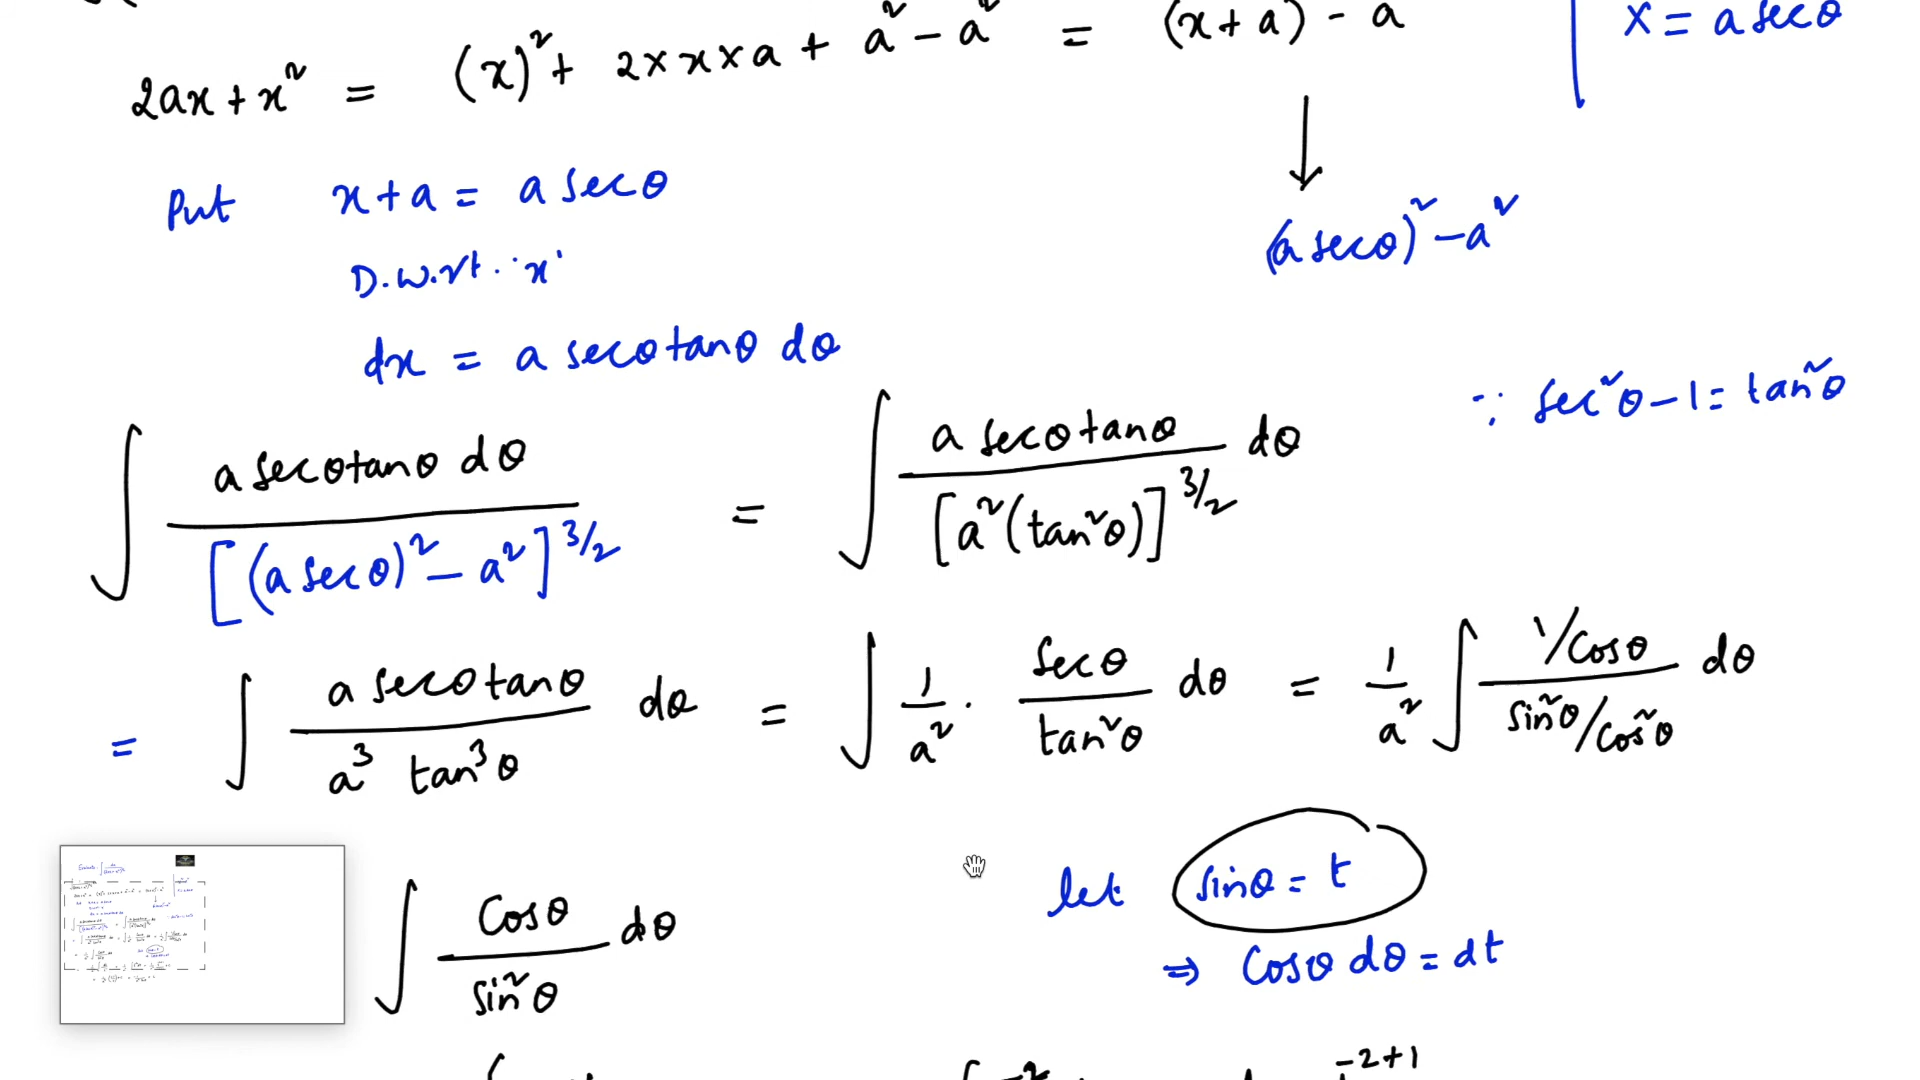 2ax + x² = (x)² + 2 × x × a + a² − a² = (x + a) − a
X = a secθ
Put x + a = a secθ
(a secθ)² − a²
D.w.rt. 'x'
dx = a secθ tanθ dθ
∵ sec²θ − 1 = tan²θ
∫ a secθ tanθ dθ / [(a secθ)² − a²]^3/2 = ∫ a secθ tanθ / [a²(tan²θ)]^3/2 dθ
= ∫ a secθ tanθ / a³ tan³θ dθ = ∫ 1/a² · secθ / tan²θ dθ = 1/a² ∫ 1/cosθ / sin²θ/cos²θ dθ
∫ Cosθ / sin²θ dθ
let sinθ = t
⇒ Cosθ dθ = dt
−2+1